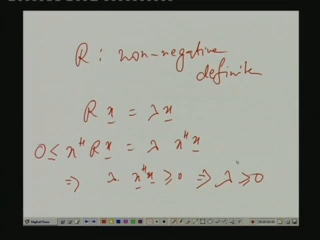 R : non-negative
definite
R x = λ x
0 ≤ x^H R x = λ x^H x
⇒ λ x^H x ≥ 0 ⇒ λ ≥ 0